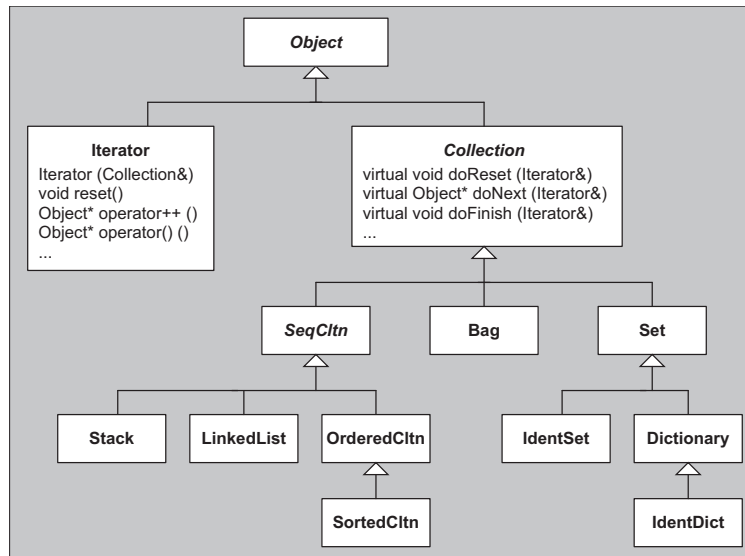 Object
Iterator
Iterator (Collection&)
void reset()
Object* operator++ ()
Object* operator() ()
...
Collection
virtual void doReset (Iterator&)
virtual Object* doNext (Iterator&)
virtual void doFinish (Iterator&)
...
SeqCltn
Bag
Set
Stack
LinkedList
OrderedCltn
IdentSet
Dictionary
SortedCltn
IdentDict